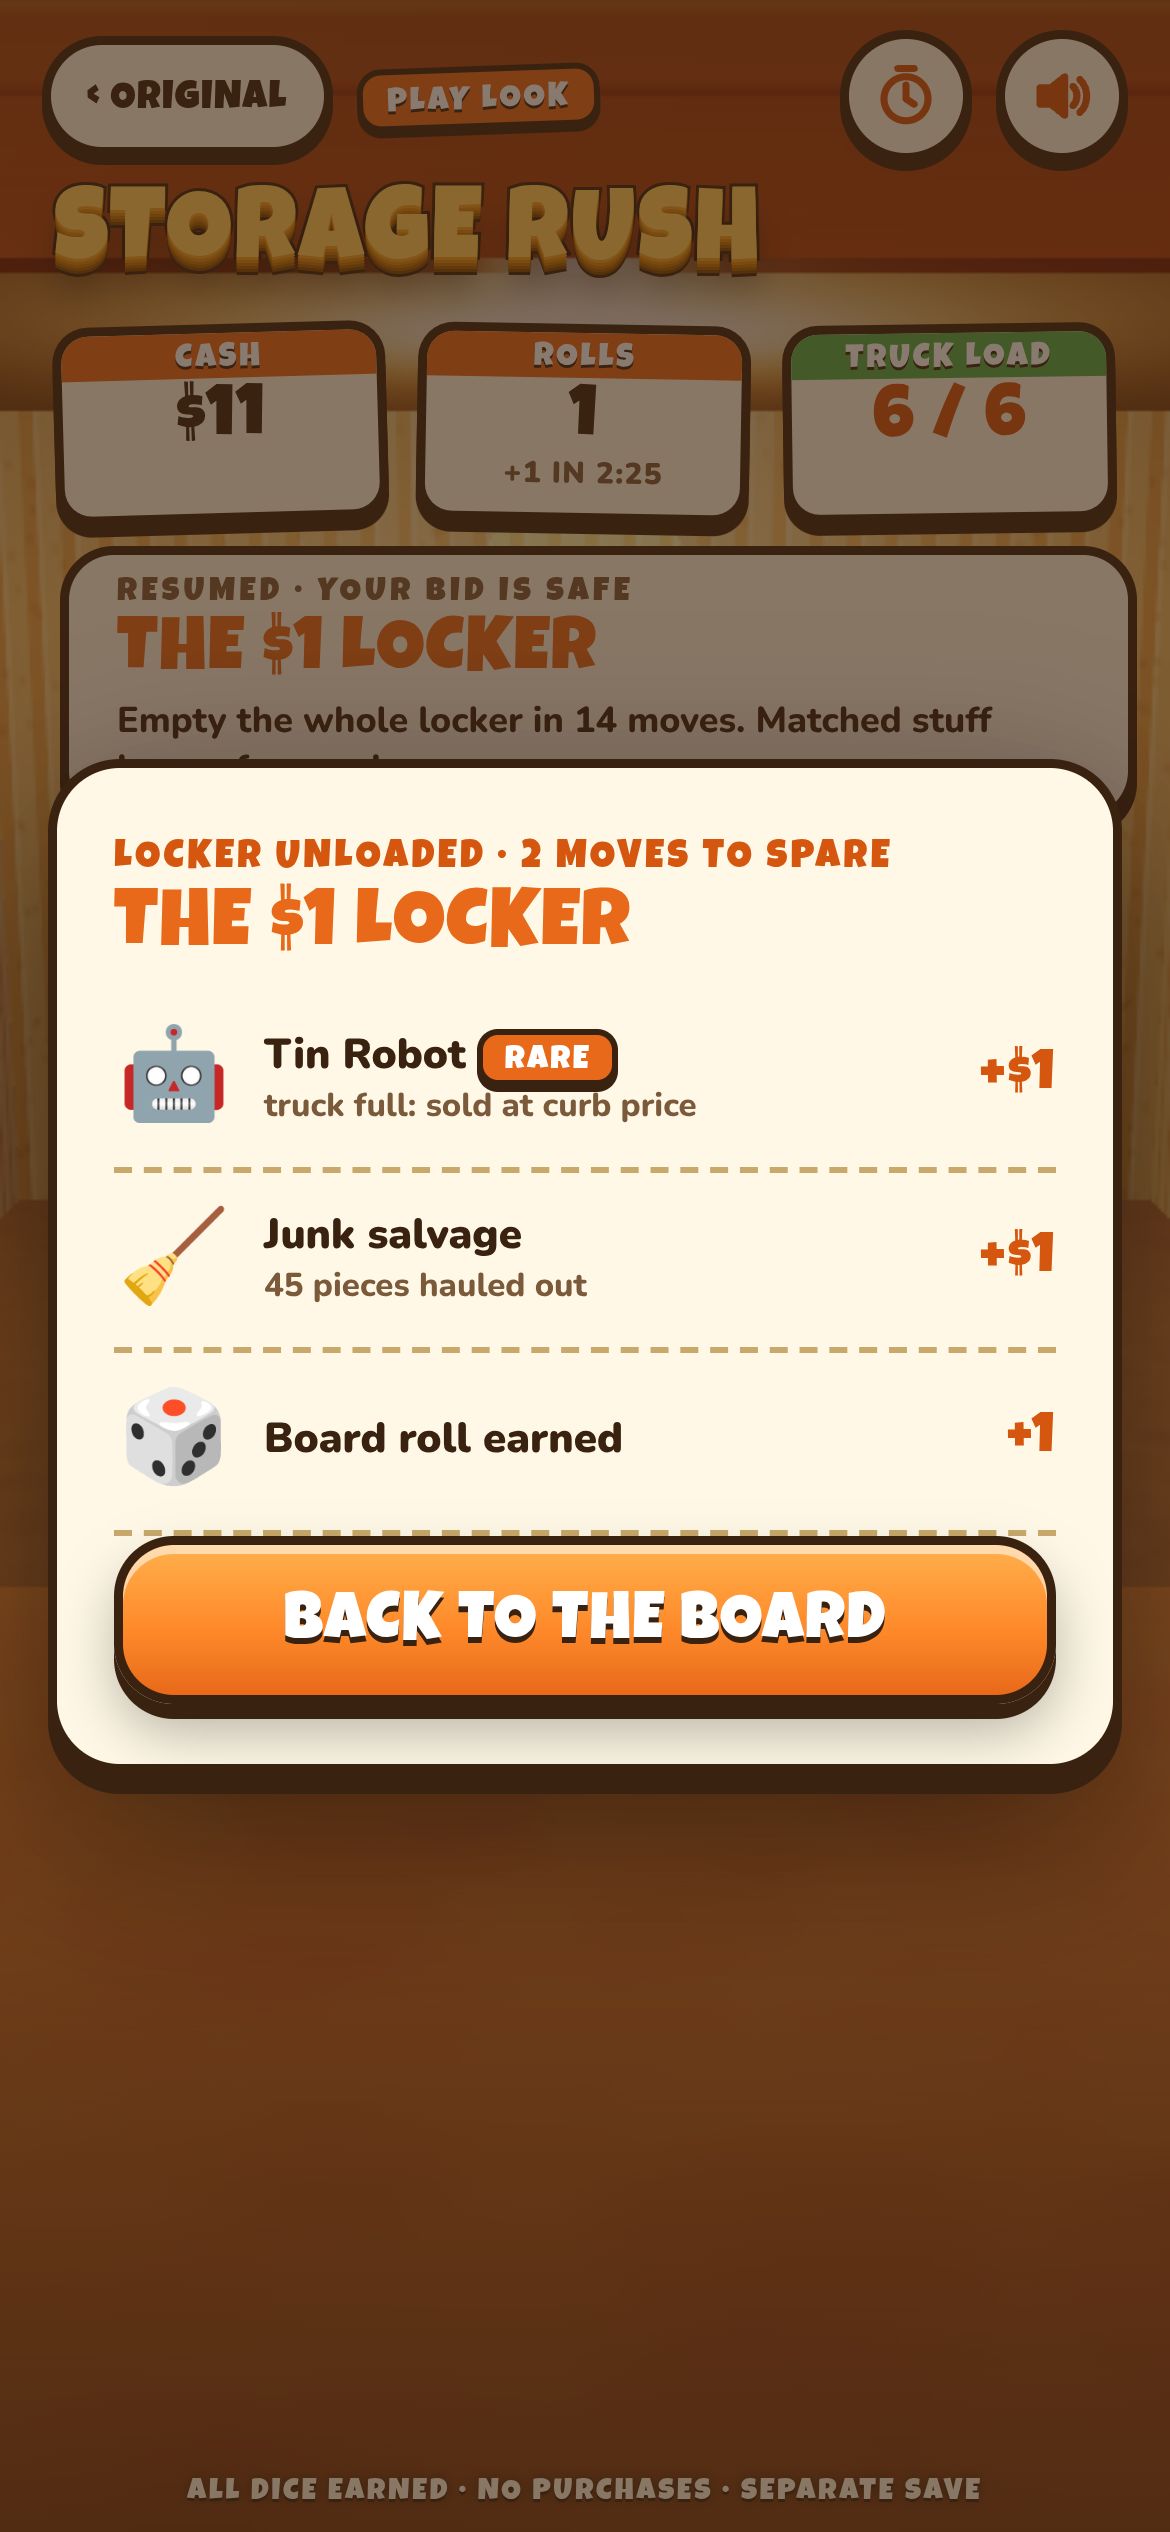 ‹ ORIGINAL
PLAY LOOK
STORAGE RUSH
CASH
$11
ROLLS
1
+1 IN 2:25
TRUCK LOAD
6 / 6
RESUMED · YOUR BID IS SAFE
THE $1 LOCKER
Empty the whole locker in 14 moves. Matched stuff
LOCKER UNLOADED · 2 MOVES TO SPARE
THE $1 LOCKER
Tin Robot RARE
truck full: sold at curb price
+$1
Junk salvage
45 pieces hauled out
+$1
Board roll earned
+1
BACK TO THE BOARD
ALL DICE EARNED · NO PURCHASES · SEPARATE SAVE